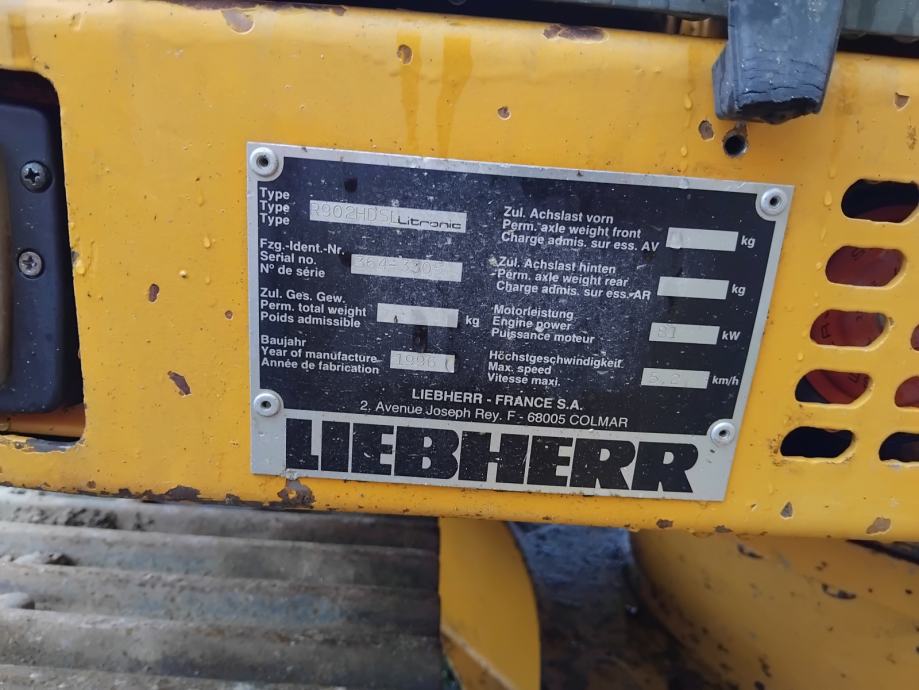 Type
Type
Type
R902HDSL Litronic
Fzg.-Ident.-Nr.
Serial no.
N° de série
Zul. Ges. Gew.
Perm. total weight
Poids admissible
kg
Baujahr
Year of manufacture
Année de fabrication
1996
Zul. Achslast vorn
Perm. axle weight front
Charge admis. sur ess. AV
kg
Zul. Achslast hinten
Perm. axle weight rear
Charge admis. sur ess. AR
kg
Motorleistung
Engine power
Puissance moteur
81 kW
Höchstgeschwindigkeit
Max. speed
Vitesse maxi.
5,2 km/h
LIEBHERR - FRANCE S.A.
2, Avenue Joseph Rey. F - 68005 COLMAR
LIEBHERR